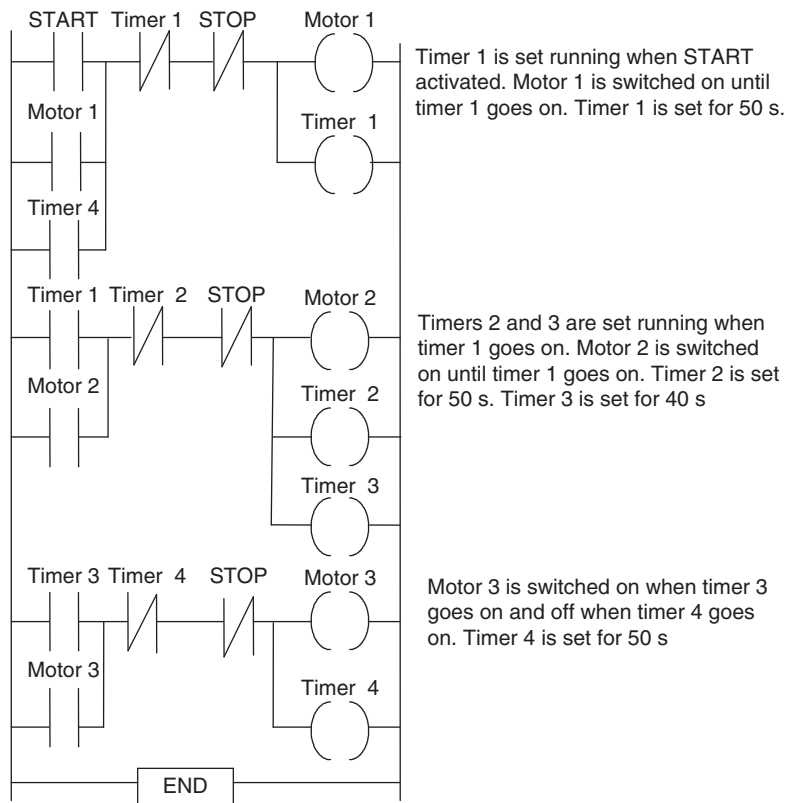 START Timer 1 STOP Motor 1
Timer 1 is set running when START
activated. Motor 1 is switched on until
timer 1 goes on. Timer 1 is set for 50 s.
Motor 1
Timer 1
Timer 4
Timer 1 Timer 2 STOP Motor 2
Timers 2 and 3 are set running when
timer 1 goes on. Motor 2 is switched
on until timer 1 goes on. Timer 2 is set
for 50 s. Timer 3 is set for 40 s
Motor 2
Timer 2
Timer 3
Timer 3 Timer 4 STOP Motor 3
Motor 3 is switched on when timer 3
goes on and off when timer 4 goes
on. Timer 4 is set for 50 s
Motor 3
Timer 4
END